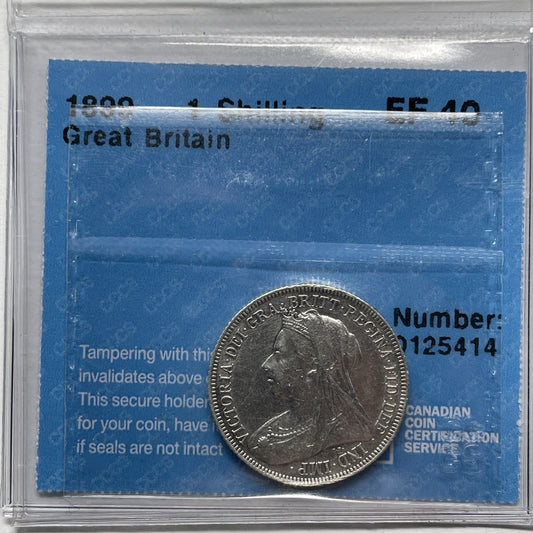 1899 1 Shilling EF 40
Great Britain
Number:
0125414
Tampering with thi
invalidates above
This secure holder
for your coin, have
if seals are not intact
CANADIAN
COIN
CERTIFICATION
SERVICE
VICTORIA·DEI·GRA·BRITT·REGINA·FID·DEF·IND·IMP·